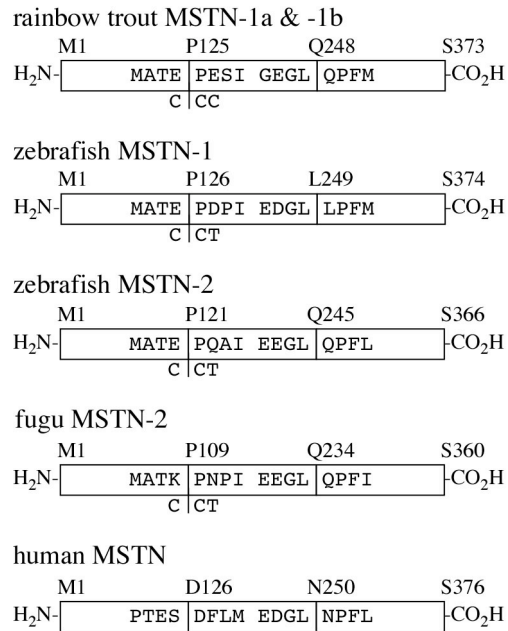 rainbow trout MSTN-1a & -1b
M1 P125 Q248 S373
H2N- MATE PESI GEGL QPFM -CO2H
C CC
zebrafish MSTN-1
M1 P126 L249 S374
H2N- MATE PDPI EDGL LPFM -CO2H
C CT
zebrafish MSTN-2
M1 P121 Q245 S366
H2N- MATE PQAI EEGL QPFL -CO2H
C CT
fugu MSTN-2
M1 P109 Q234 S360
H2N- MATK PNPI EEGL QPFI -CO2H
C CT
human MSTN
M1 D126 N250 S376
H2N- PTES DFLM EDGL NPFL -CO2H